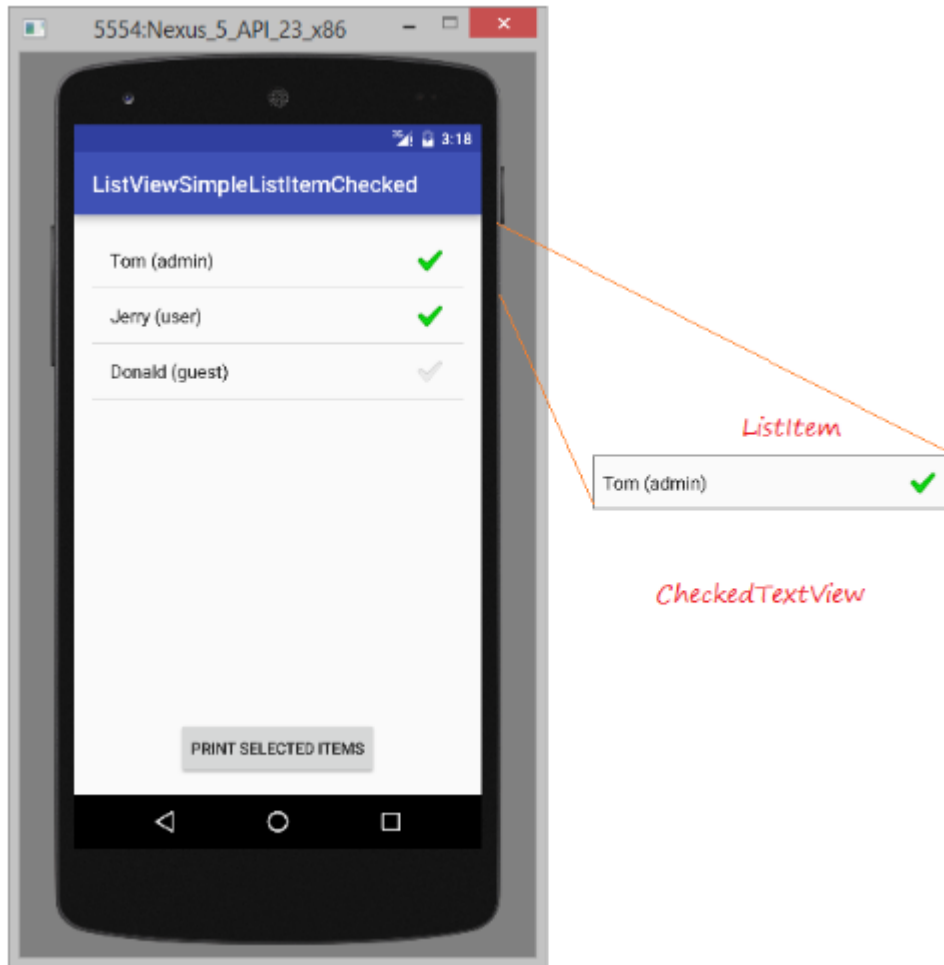 5554:Nexus_5_API_23_x86
3:18
ListViewSimpleListItemChecked
Tom (admin)
Jerry (user)
Donald (guest)
PRINT SELECTED ITEMS
ListItem
Tom (admin)
CheckedTextView